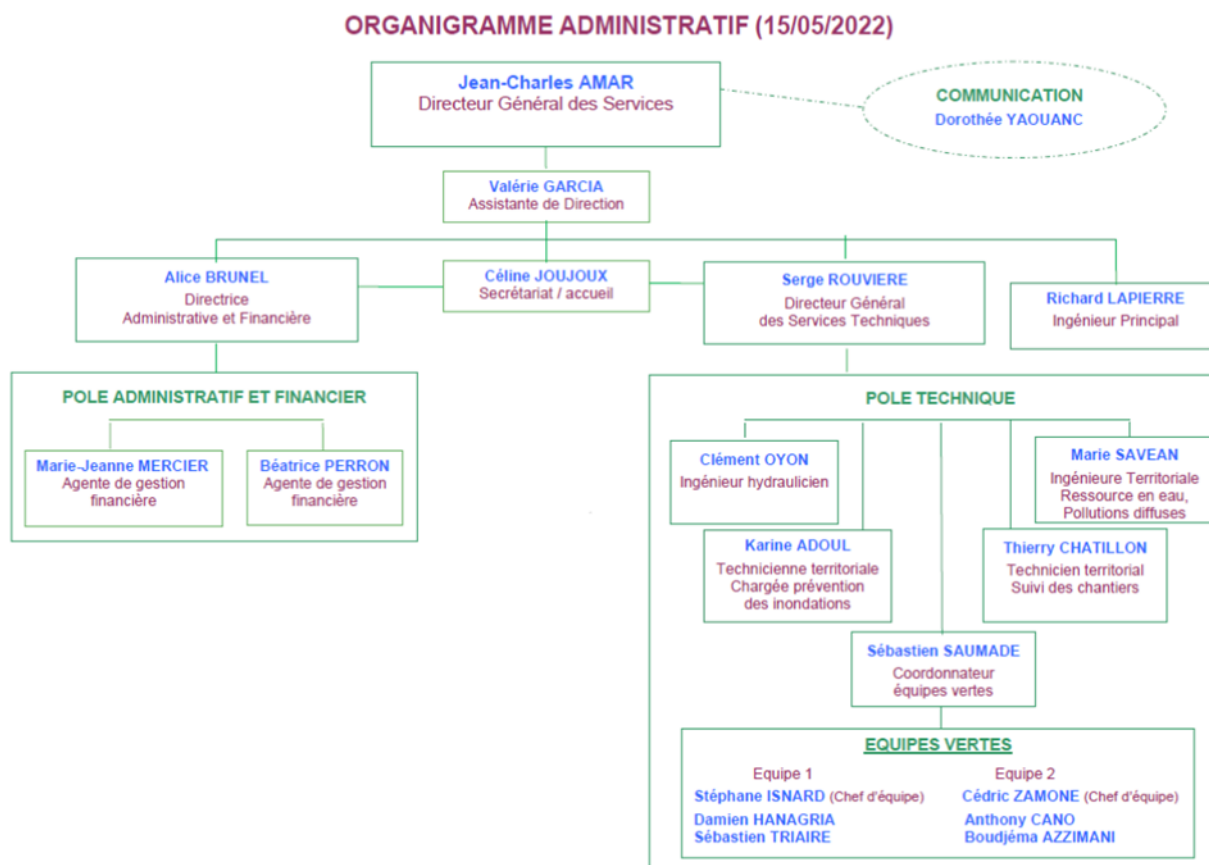 ORGANIGRAMME ADMINISTRATIF (15/05/2022)
Jean-Charles AMAR
Directeur Général des Services
COMMUNICATION
Dorothée YAOUANC
Valérie GARCIA
Assistante de Direction
Alice BRUNEL
Directrice
Administrative et Financière
Céline JOUJOUX
Secrétariat / accueil
Serge ROUVIERE
Directeur Général
des Services Techniques
Richard LAPIERRE
Ingénieur Principal
POLE ADMINISTRATIF ET FINANCIER
Marie-Jeanne MERCIER
Agente de gestion
financière
Béatrice PERRON
Agente de gestion
financière
POLE TECHNIQUE
Clément OYON
Ingénieur hydraulicien
Marie SAVEAN
Ingénieure Territoriale
Ressource en eau,
Pollutions diffuses
Karine ADOUL
Technicienne territoriale
Chargée prévention
des inondations
Thierry CHATILLON
Technicien territorial
Suivi des chantiers
Sébastien SAUMADE
Coordonnateur
équipes vertes
EQUIPES VERTES
Equipe 1
Stéphane ISNARD (Chef d'équipe)
Damien HANAGRIA
Sébastien TRIAIRE
Equipe 2
Cédric ZAMONE (Chef d'équipe)
Anthony CANO
Boudjéma AZZIMANI